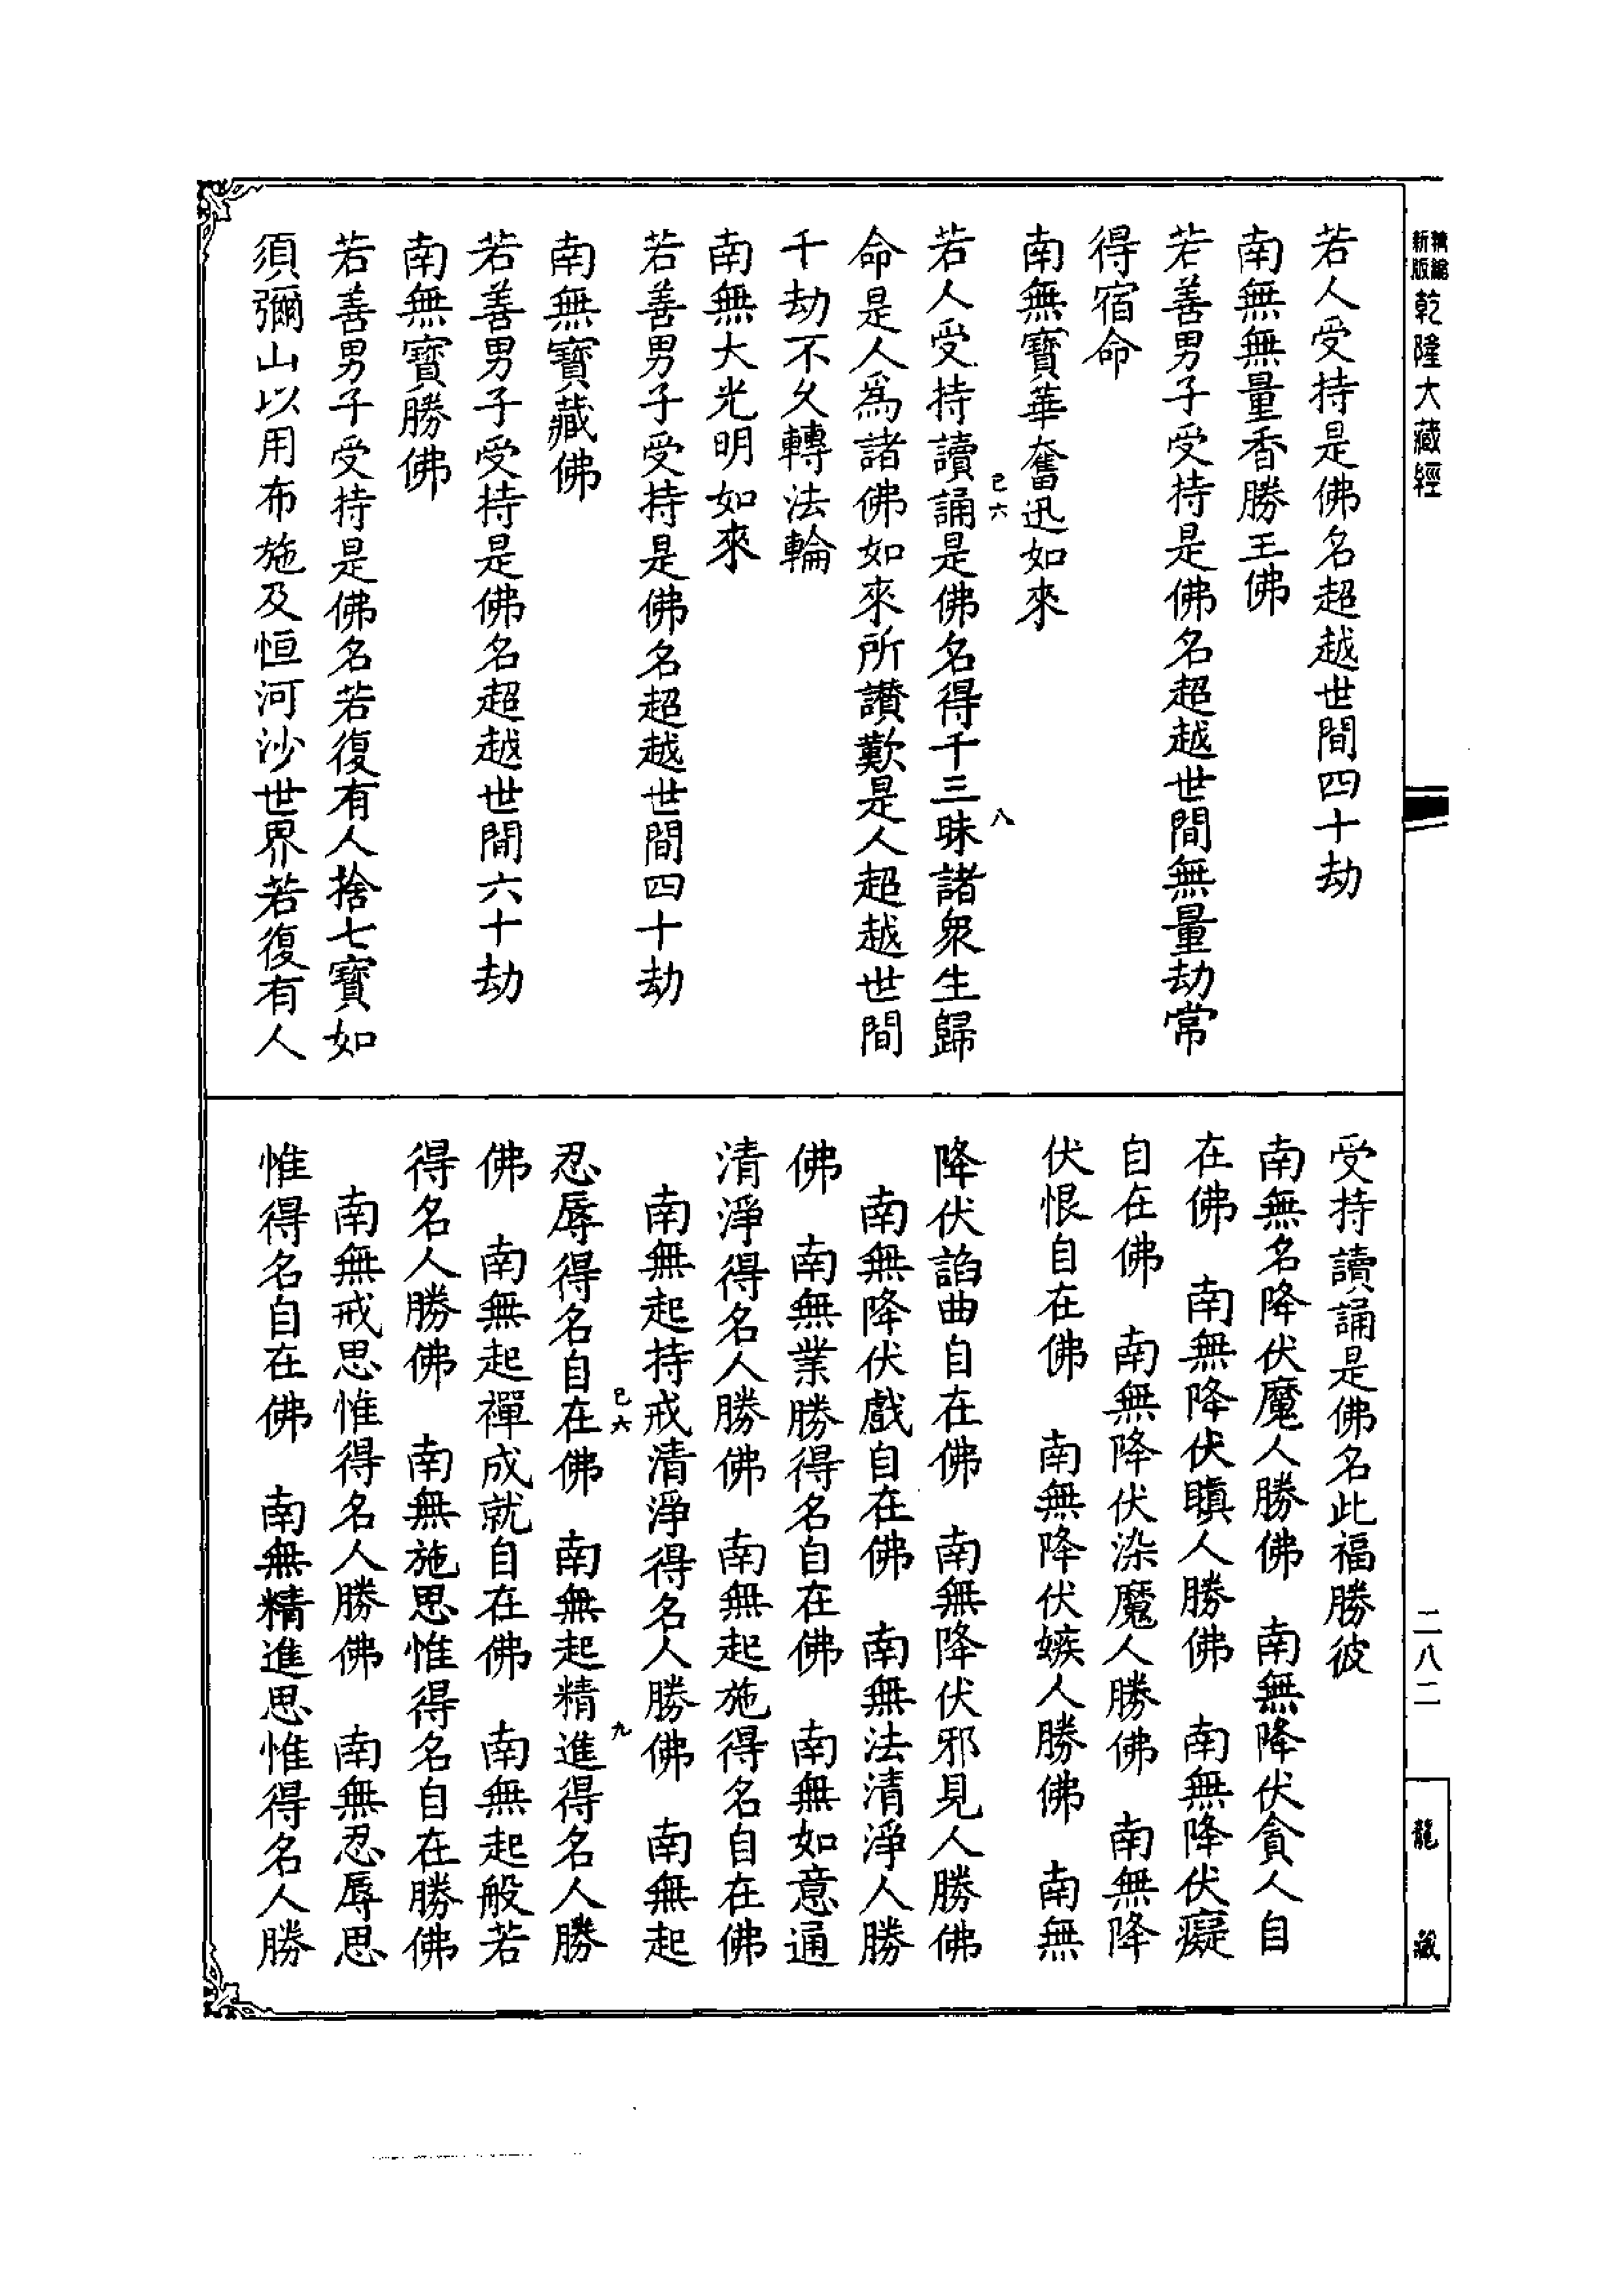 精縮新版乾隆大藏經
若人受持是佛名超越世間四十劫
南無無量香勝王佛
若善男子受持是佛名超越世間無量劫常
得宿命
南無寶華奮迅如來
已六 八
若人受持讀誦是佛名得千三昧諸衆生歸
命是人爲諸佛如來所讃歎是人超越世間
千劫不久轉法輪
南無大光明如來
若善男子受持是佛名超越世間四十劫
南無寶藏佛
若善男子受持是佛名超越世間六十劫
南無寶勝佛
若善男子受持是佛名若復有人捨七寶如
須彌山以用布施及恒河沙世界若復有人
受持讀誦是佛名此福勝彼
南無名降伏魔人勝佛　南無降伏貪人自
在佛　南無降伏瞋人勝佛　南無降伏癡
自在佛　南無降伏染魔人勝佛　南無降
伏恨自在佛　南無降伏嫉人勝佛　南無
降伏諂曲自在佛　南無降伏邪見人勝佛
南無降伏戲自在佛　南無法清淨人勝
佛　南無業勝得名自在佛　南無如意通
清淨得名人勝佛　南無起施得名自在佛
南無起持戒清淨得名人勝佛　南無起
已六 九
忍辱得名自在佛　南無起精進得名人勝
佛　南無起禪成就自在佛　南無起般若
得名人勝佛　南無施思惟得名自在勝佛
南無戒思惟得名人勝佛　南無忍辱思
惟得名自在佛　南無精進思惟得名人勝
二八二
龍藏